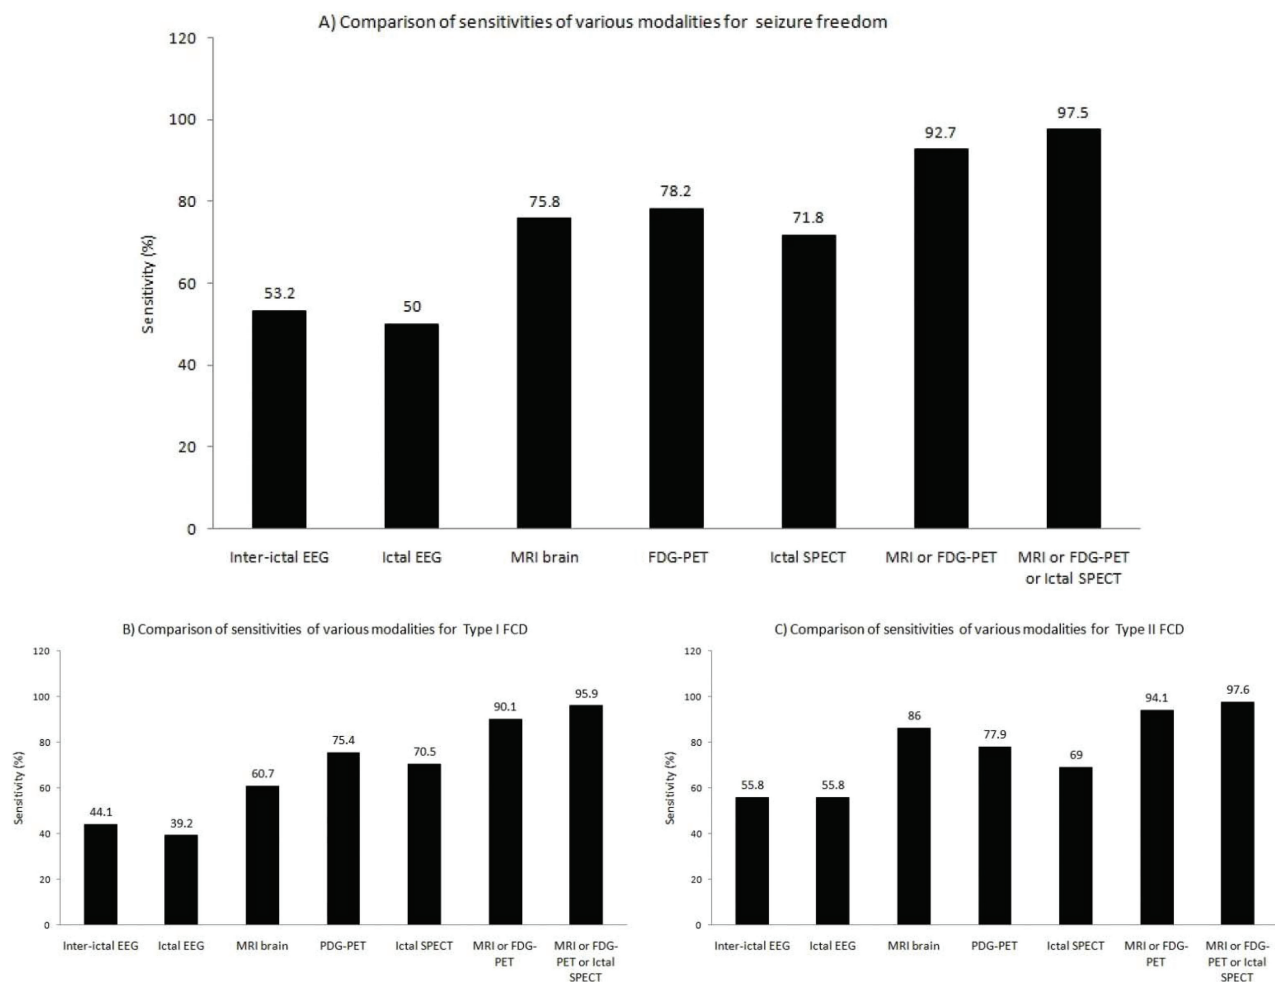 A) Comparison of sensitivities of various modalities for seizure freedom
120
100
80
60
40
20
0
Sensitivity (%)
53.2
50
75.8
78.2
71.8
92.7
97.5
Inter-ictal EEG
Ictal EEG
MRI brain
FDG-PET
Ictal SPECT
MRI or FDG-PET
MRI or FDG-PET
or Ictal SPECT
B) Comparison of sensitivities of various modalities for Type I FCD
120
100
80
60
40
20
0
Sensitivity (%)
44.1
39.2
60.7
75.4
70.5
90.1
95.9
Inter-ictal EEG
Ictal EEG
MRI brain
PDG-PET
Ictal SPECT
MRI or FDG-
PET
MRI or FDG-
PET or Ictal
SPECT
C) Comparison of sensitivities of various modalities for Type II FCD
120
100
80
60
40
20
0
Sensitivity (%)
55.8
55.8
86
77.9
69
94.1
97.6
Inter-ictal EEG
Ictal EEG
MRI brain
PDG-PET
Ictal SPECT
MRI or FDG-
PET
MRI or FDG-
PET or Ictal
SPECT